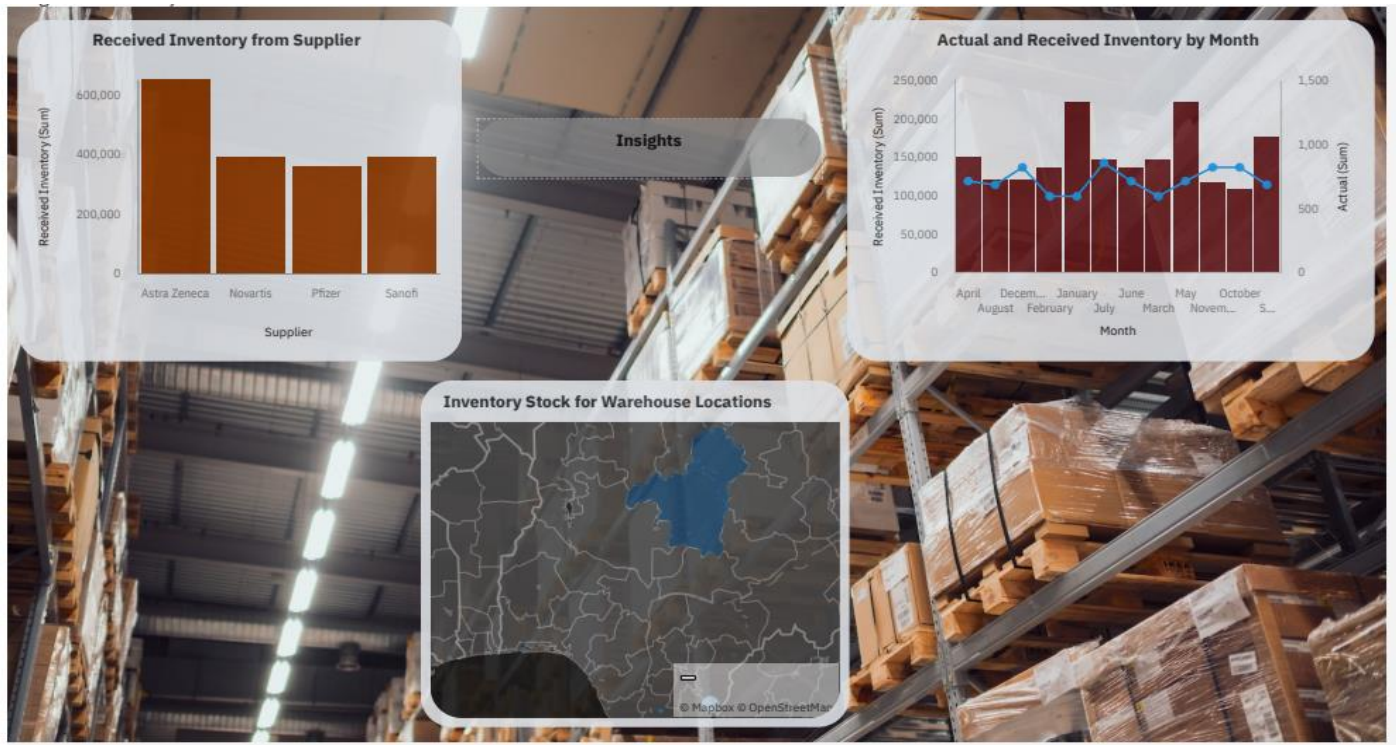 Received Inventory from Supplier
Received Inventory (Sum)
600,000
400,000
200,000
0
Astra Zeneca Novartis Pfizer Sanofi
Supplier
Insights
Actual and Received Inventory by Month
Received Inventory (Sum)
250,000
200,000
150,000
100,000
50,000
0
1,500
1,000
500
0
Actual (Sum)
April Decem... January June May October
August February July March Novem... S...
Month
Inventory Stock for Warehouse Locations
© Mapbox © OpenStreetMap